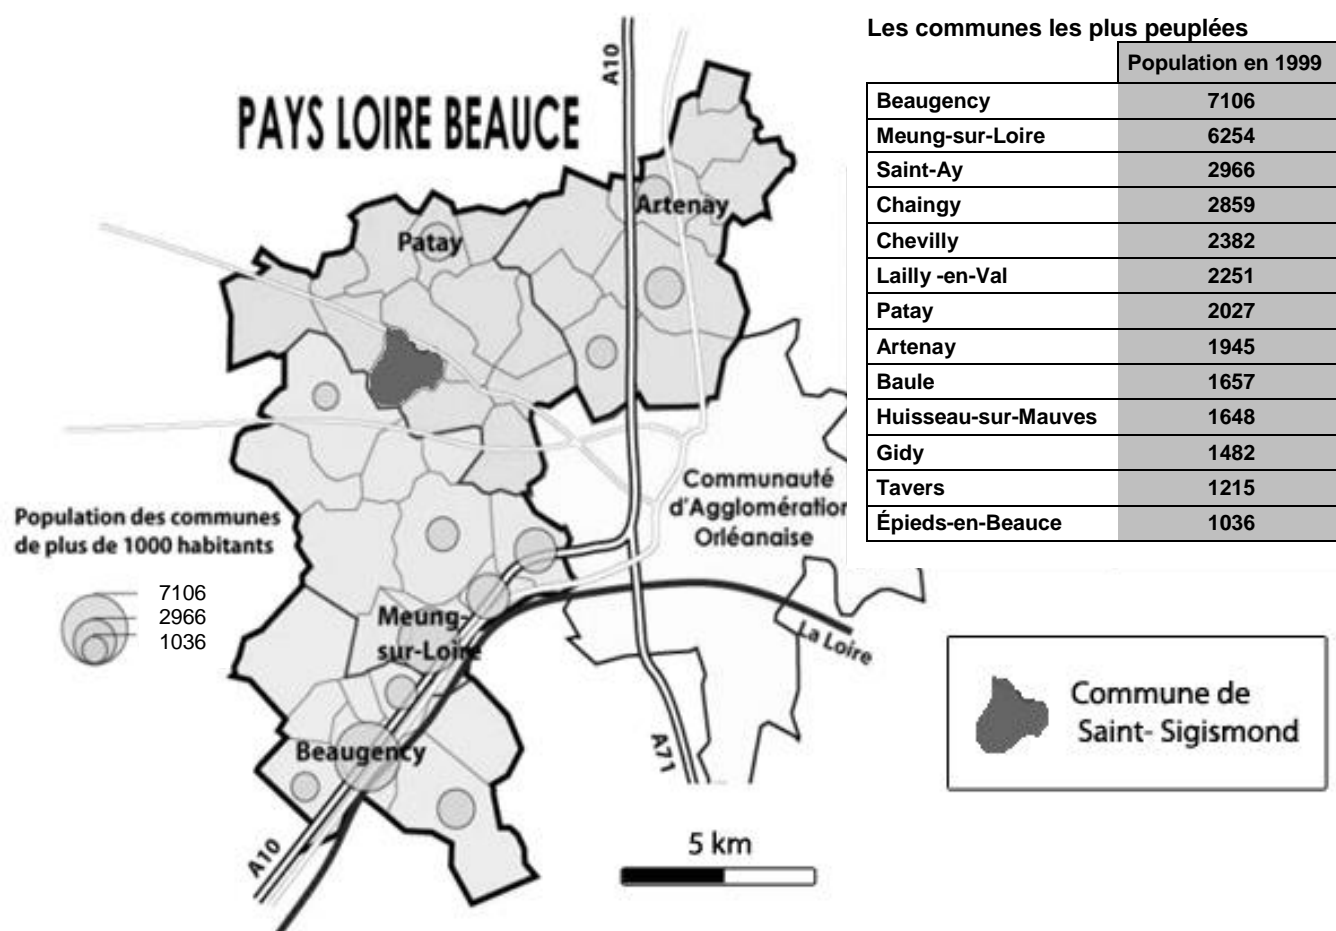 Les communes les plus peuplées
Population en 1999
Beaugency 7106
Meung-sur-Loire 6254
Saint-Ay 2966
Chaingy 2859
Chevilly 2382
Lailly -en-Val 2251
Patay 2027
Artenay 1945
Baule 1657
Huisseau-sur-Mauves 1648
Gidy 1482
Tavers 1215
Épieds-en-Beauce 1036
PAYS LOIRE BEAUCE
A10
Artenay
Patay
Communauté
d'Agglomération
Orléanaise
Population des communes
de plus de 1000 habitants
7106
2966
1036
Meung-
sur-Loire
La Loire
Beaugency
A71
A10
5 km
Commune de
Saint- Sigismond